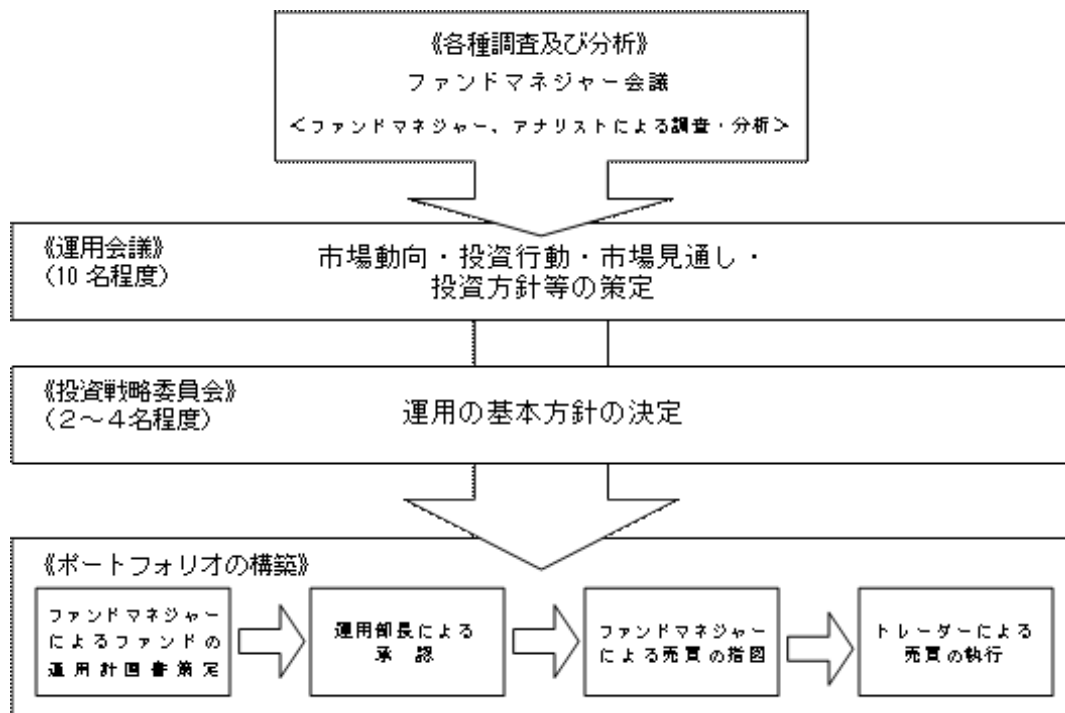 《各種調査及び分析》
ファンドマネジャー会議
＜ファンドマネジャー、アナリストによる調査・分析＞
《運用会議》
（10 名程度）
市場動向・投資行動・市場見通し・
投資方針等の策定
《投資戦略委員会》
（２～４名程度）
運用の基本方針の決定
《ポートフォリオの構築》
ファンドマネジャー
によるファンドの
運用計画書策定
運用部長による
承　認
ファンドマネジャー
による売買の指図
トレーダーによる
売買の執行